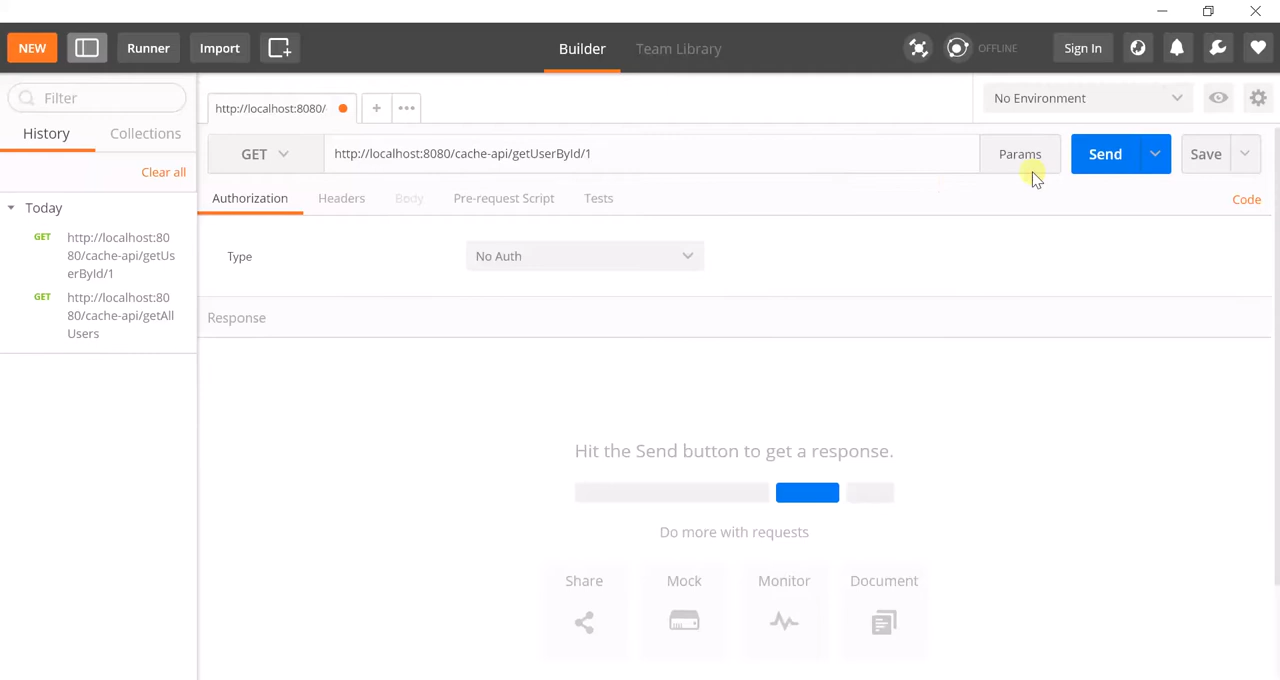 NEW
Runner
Import
Builder
Team Library
OFFLINE
Sign In
Filter
History
Collections
Clear all
Today
GET
http://localhost:80
80/cache-api/getUs
erById/1
GET
http://localhost:80
80/cache-api/getAll
Users
http://localhost:8080/
+
•••
No Environment
GET
http://localhost:8080/cache-api/getUserById/1
Params
Send
Save
Authorization
Headers
Body
Pre-request Script
Tests
Code
Type
No Auth
Response
Hit the Send button to get a response.
Do more with requests
Share
Mock
Monitor
Document